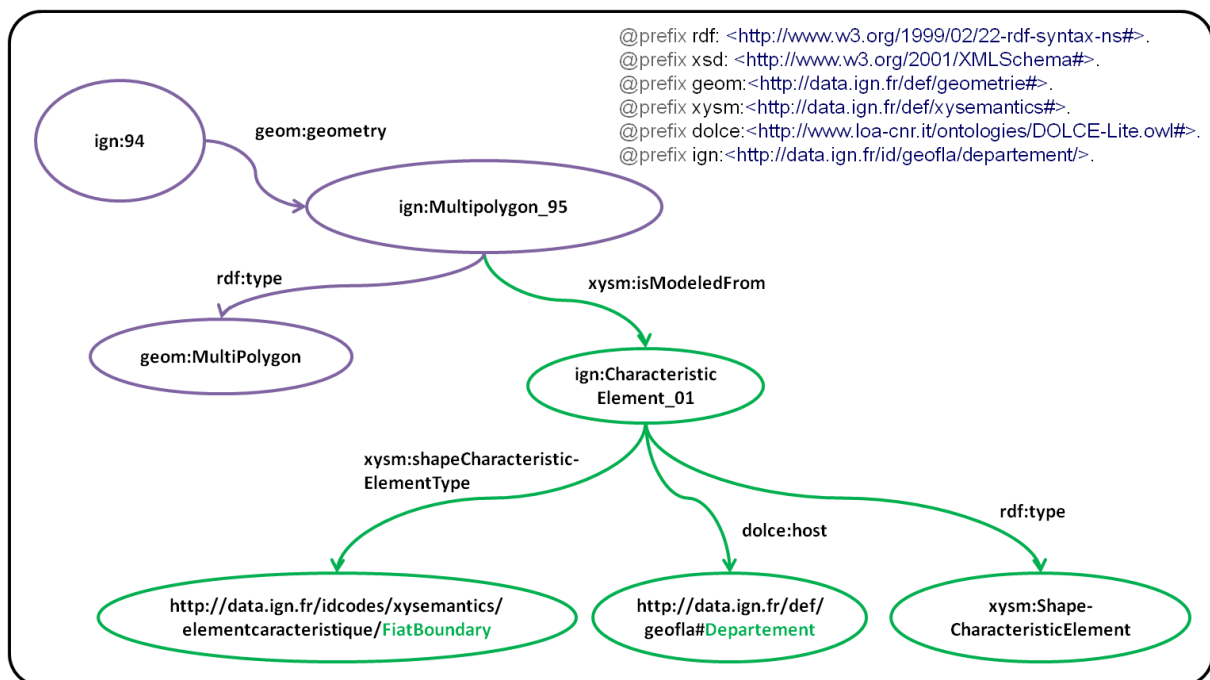 @prefix rdf: <http://www.w3.org/1999/02/22-rdf-syntax-ns#>.
@prefix xsd: <http://www.w3.org/2001/XMLSchema#>.
@prefix geom:<http://data.ign.fr/def/geometrie#>.
@prefix xysm:<http://data.ign.fr/def/xysemantics#>.
@prefix dolce:<http://www.loa-cnr.it/ontologies/DOLCE-Lite.owl#>.
@prefix ign:<http://data.ign.fr/id/geofla/departement/>.
ign:94
geom:geometry
ign:Multipolygon_95
rdf:type
xysm:isModeledFrom
geom:MultiPolygon
ign:Characteristic
Element_01
xysm:shapeCharacteristic-
ElementType
dolce:host
rdf:type
http://data.ign.fr/idcodes/xysemantics/
elementcaracteristique/FiatBoundary
http://data.ign.fr/def/
geofla#Departement
xysm:Shape-
CharacteristicElement